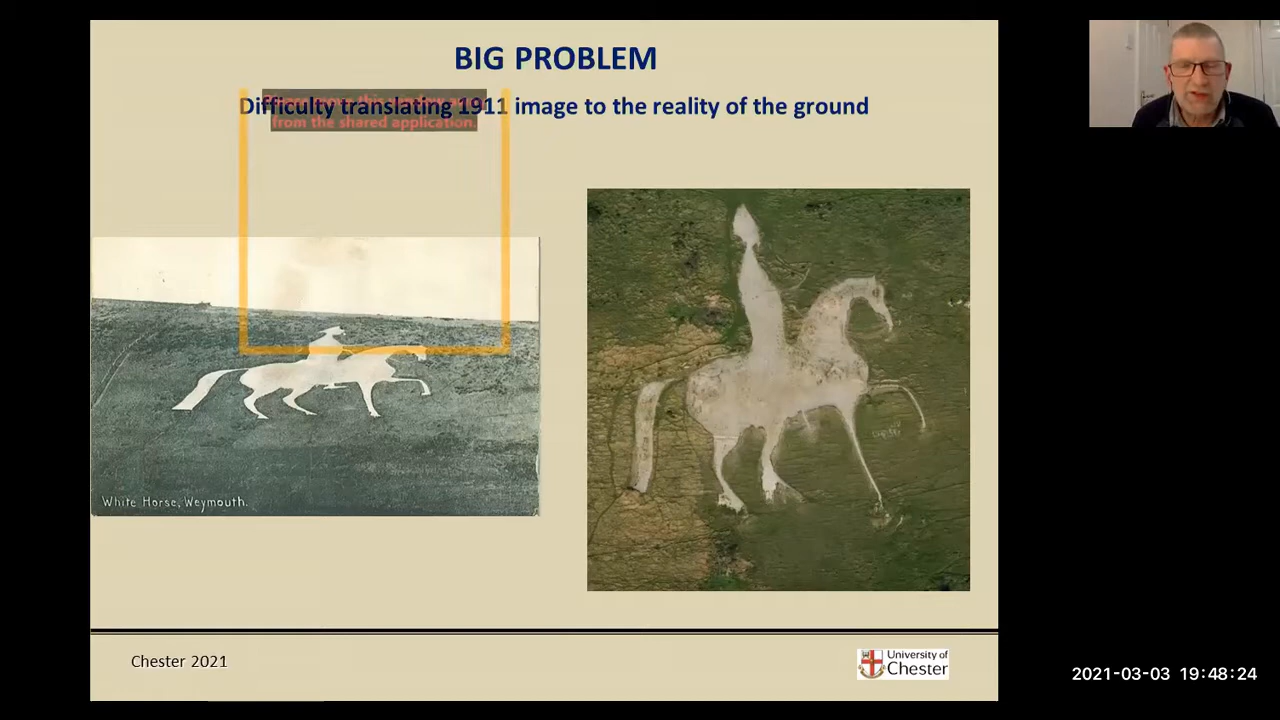 BIG PROBLEM
Difficulty translating 1911 image to the reality of the ground
from the shared application.
White Horse, Weymouth.
Chester 2021
University of
Chester
2021-03-03 19:48:24